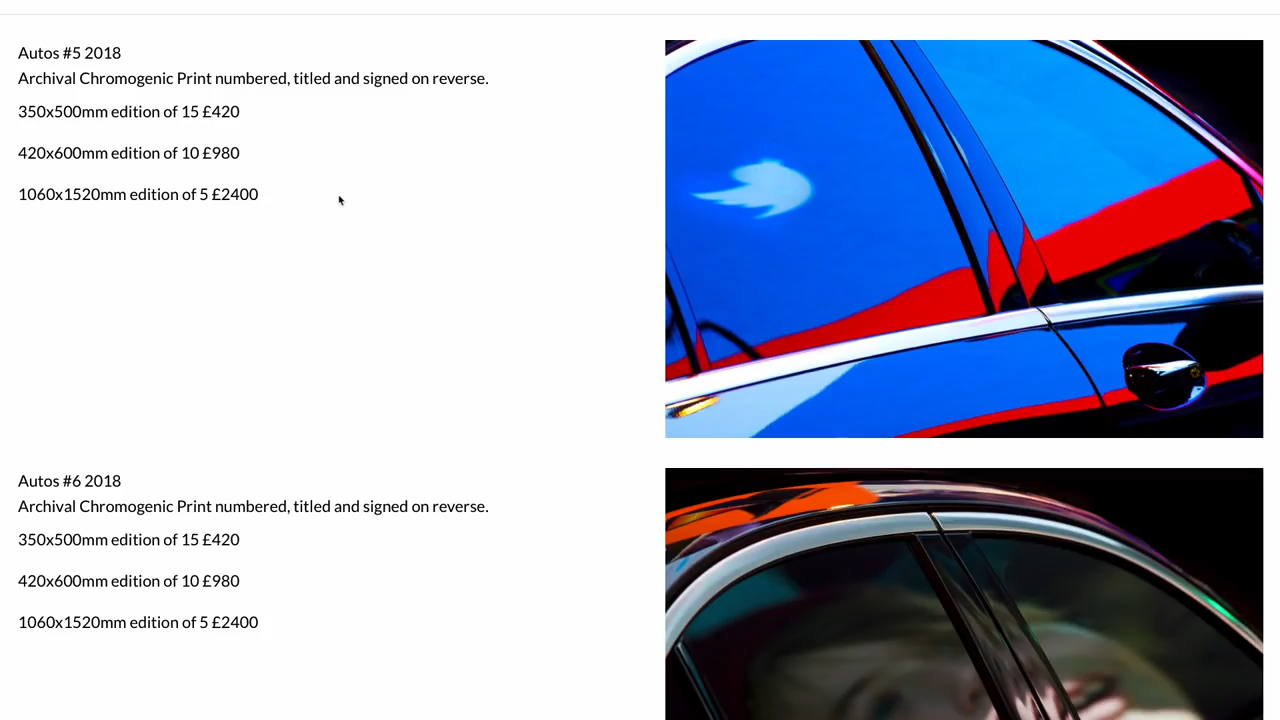 Autos #5 2018
Archival Chromogenic Print numbered, titled and signed on reverse.
350x500mm edition of 15 £420
420x600mm edition of 10 £980
1060x1520mm edition of 5 £2400
Autos #6 2018
Archival Chromogenic Print numbered, titled and signed on reverse.
350x500mm edition of 15 £420
420x600mm edition of 10 £980
1060x1520mm edition of 5 £2400